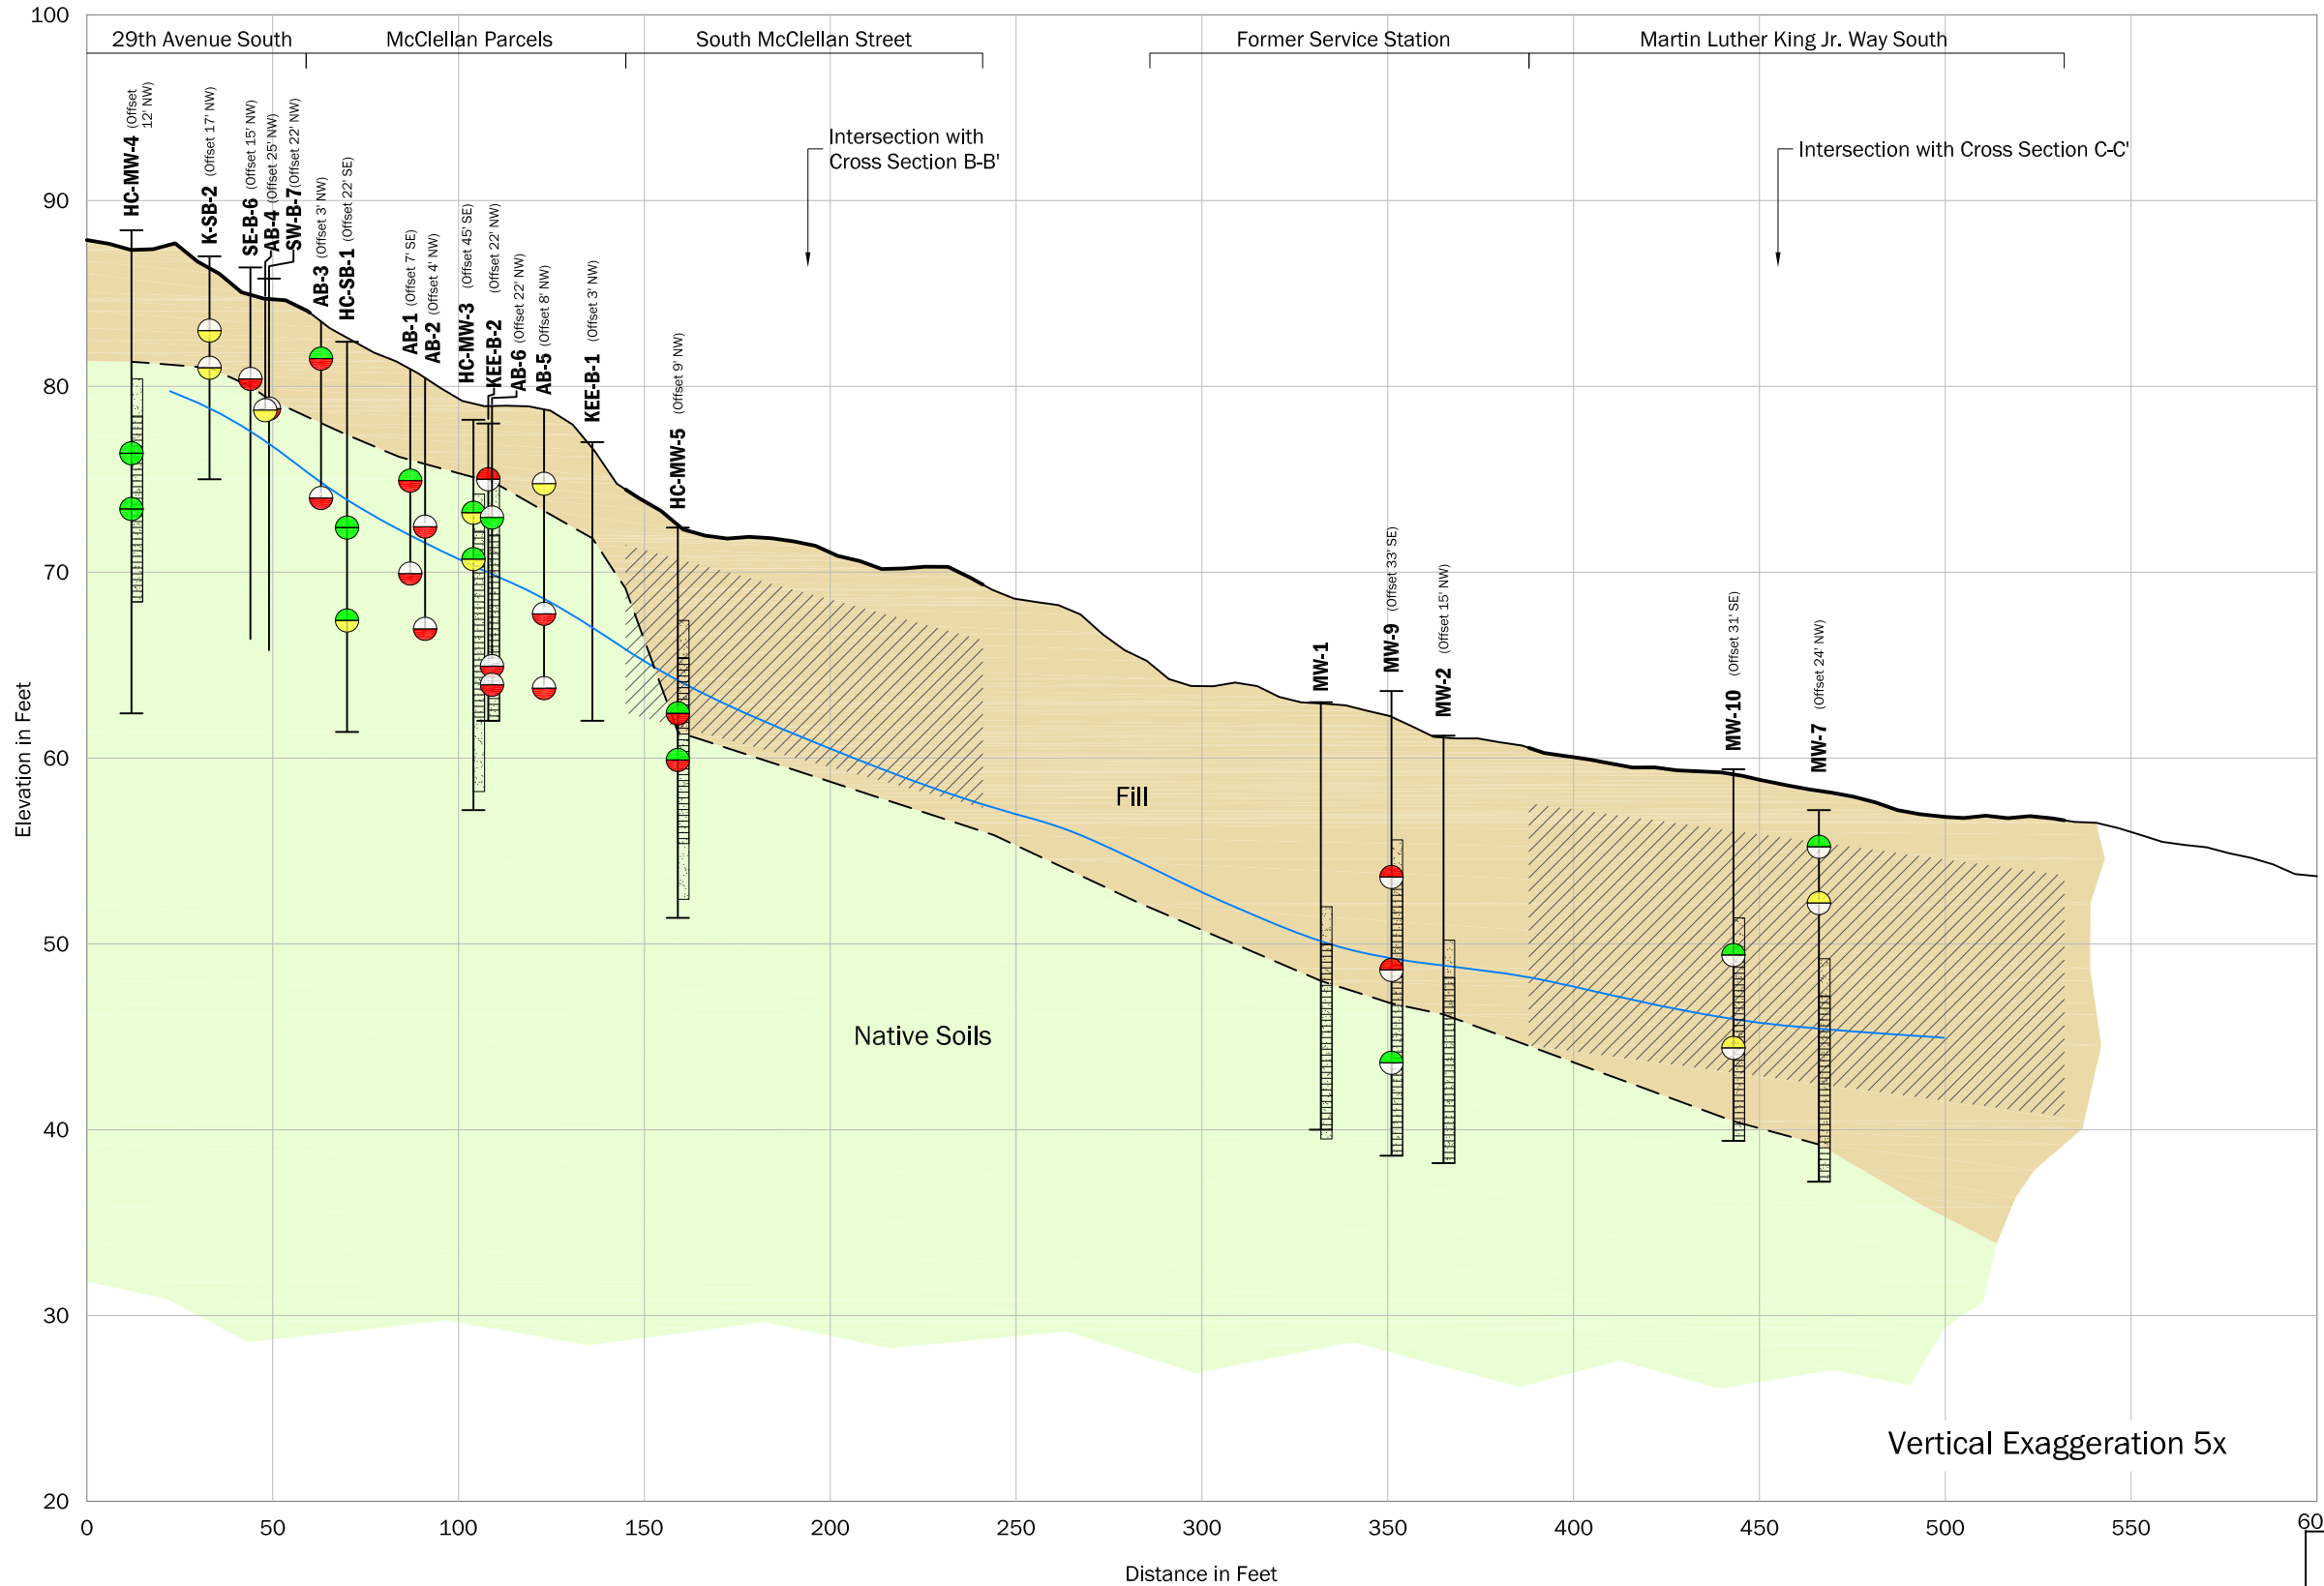 100
29th Avenue South
McClellan Parcels
South McClellan Street
Former Service Station
Martin Luther King Jr. Way South
HC-MW-4 (Offset
12' NW)
K-SB-2 (Offset 17' NW)
SE-B-6 (Offset 15' NW)
AB-4 (Offset 25' NW)
SW-B-7 (Offset 22' NW)
AB-3 (Offset 3' NW)
HC-SB-1 (Offset 22' SE)
AB-1 (Offset 7' SE)
AB-2 (Offset 4' NW)
HC-MW-3 (Offset 45' SE)
KEE-B-2 (Offset 22' NW)
AB-6 (Offset 22' NW)
AB-5 (Offset 8' NW)
KEE-B-1 (Offset 3' NW)
HC-MW-5 (Offset 9' NW)
Intersection with
Cross Section B-B'
Intersection with Cross Section C-C'
MW-1
MW-9 (Offset 33' SE)
MW-2 (Offset 15' NW)
MW-10 (Offset 31' SE)
MW-7 (Offset 24' NW)
90
80
70
60
50
40
30
20
Elevation in Feet
Fill
Native Soils
Vertical Exaggeration 5x
0
50
100
150
200
250
300
350
400
450
500
550
60
Distance in Feet